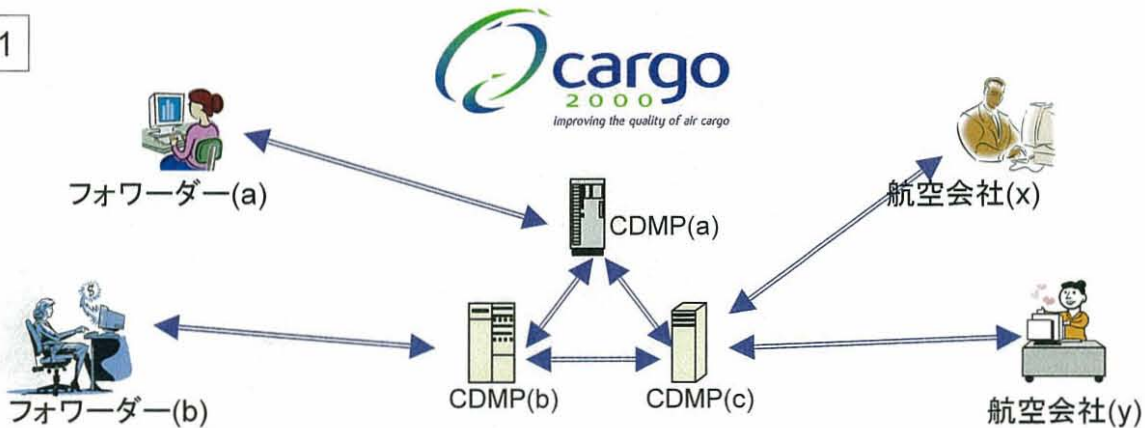 1
cargo
2000
improving the quality of air cargo
フォワーダー(a)
航空会社(x)
CDMP(a)
$
CDMP(b)
CDMP(c)
フォワーダー(b)
航空会社(y)